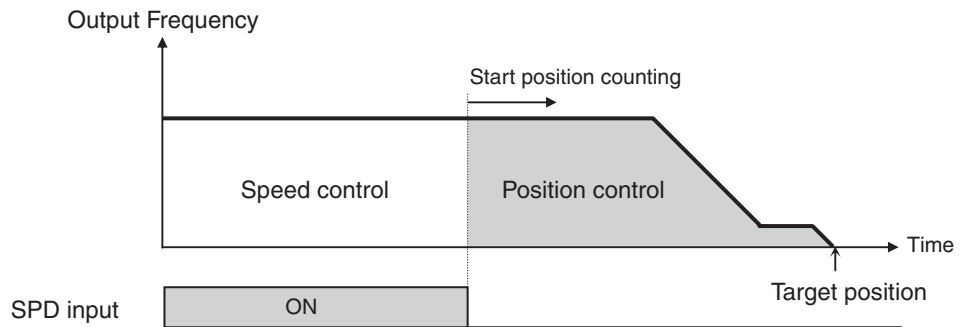 Output Frequency
Start position counting
Speed control
Position control
Time
Target position
SPD input
ON